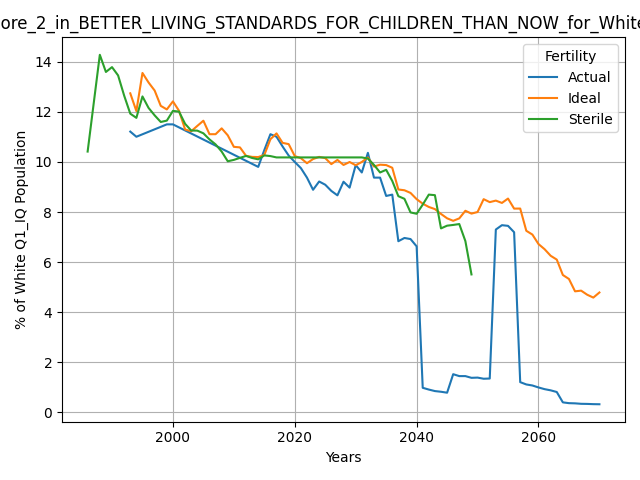 ore_2_in_BETTER_LIVING_STANDARDS_FOR_CHILDREN_THAN_NOW_for_White
Fertility
Actual
Ideal
Sterile
% of White Q1_IQ Population
14
12
10
8
6
4
2
0
2000
2020
2040
2060
Years